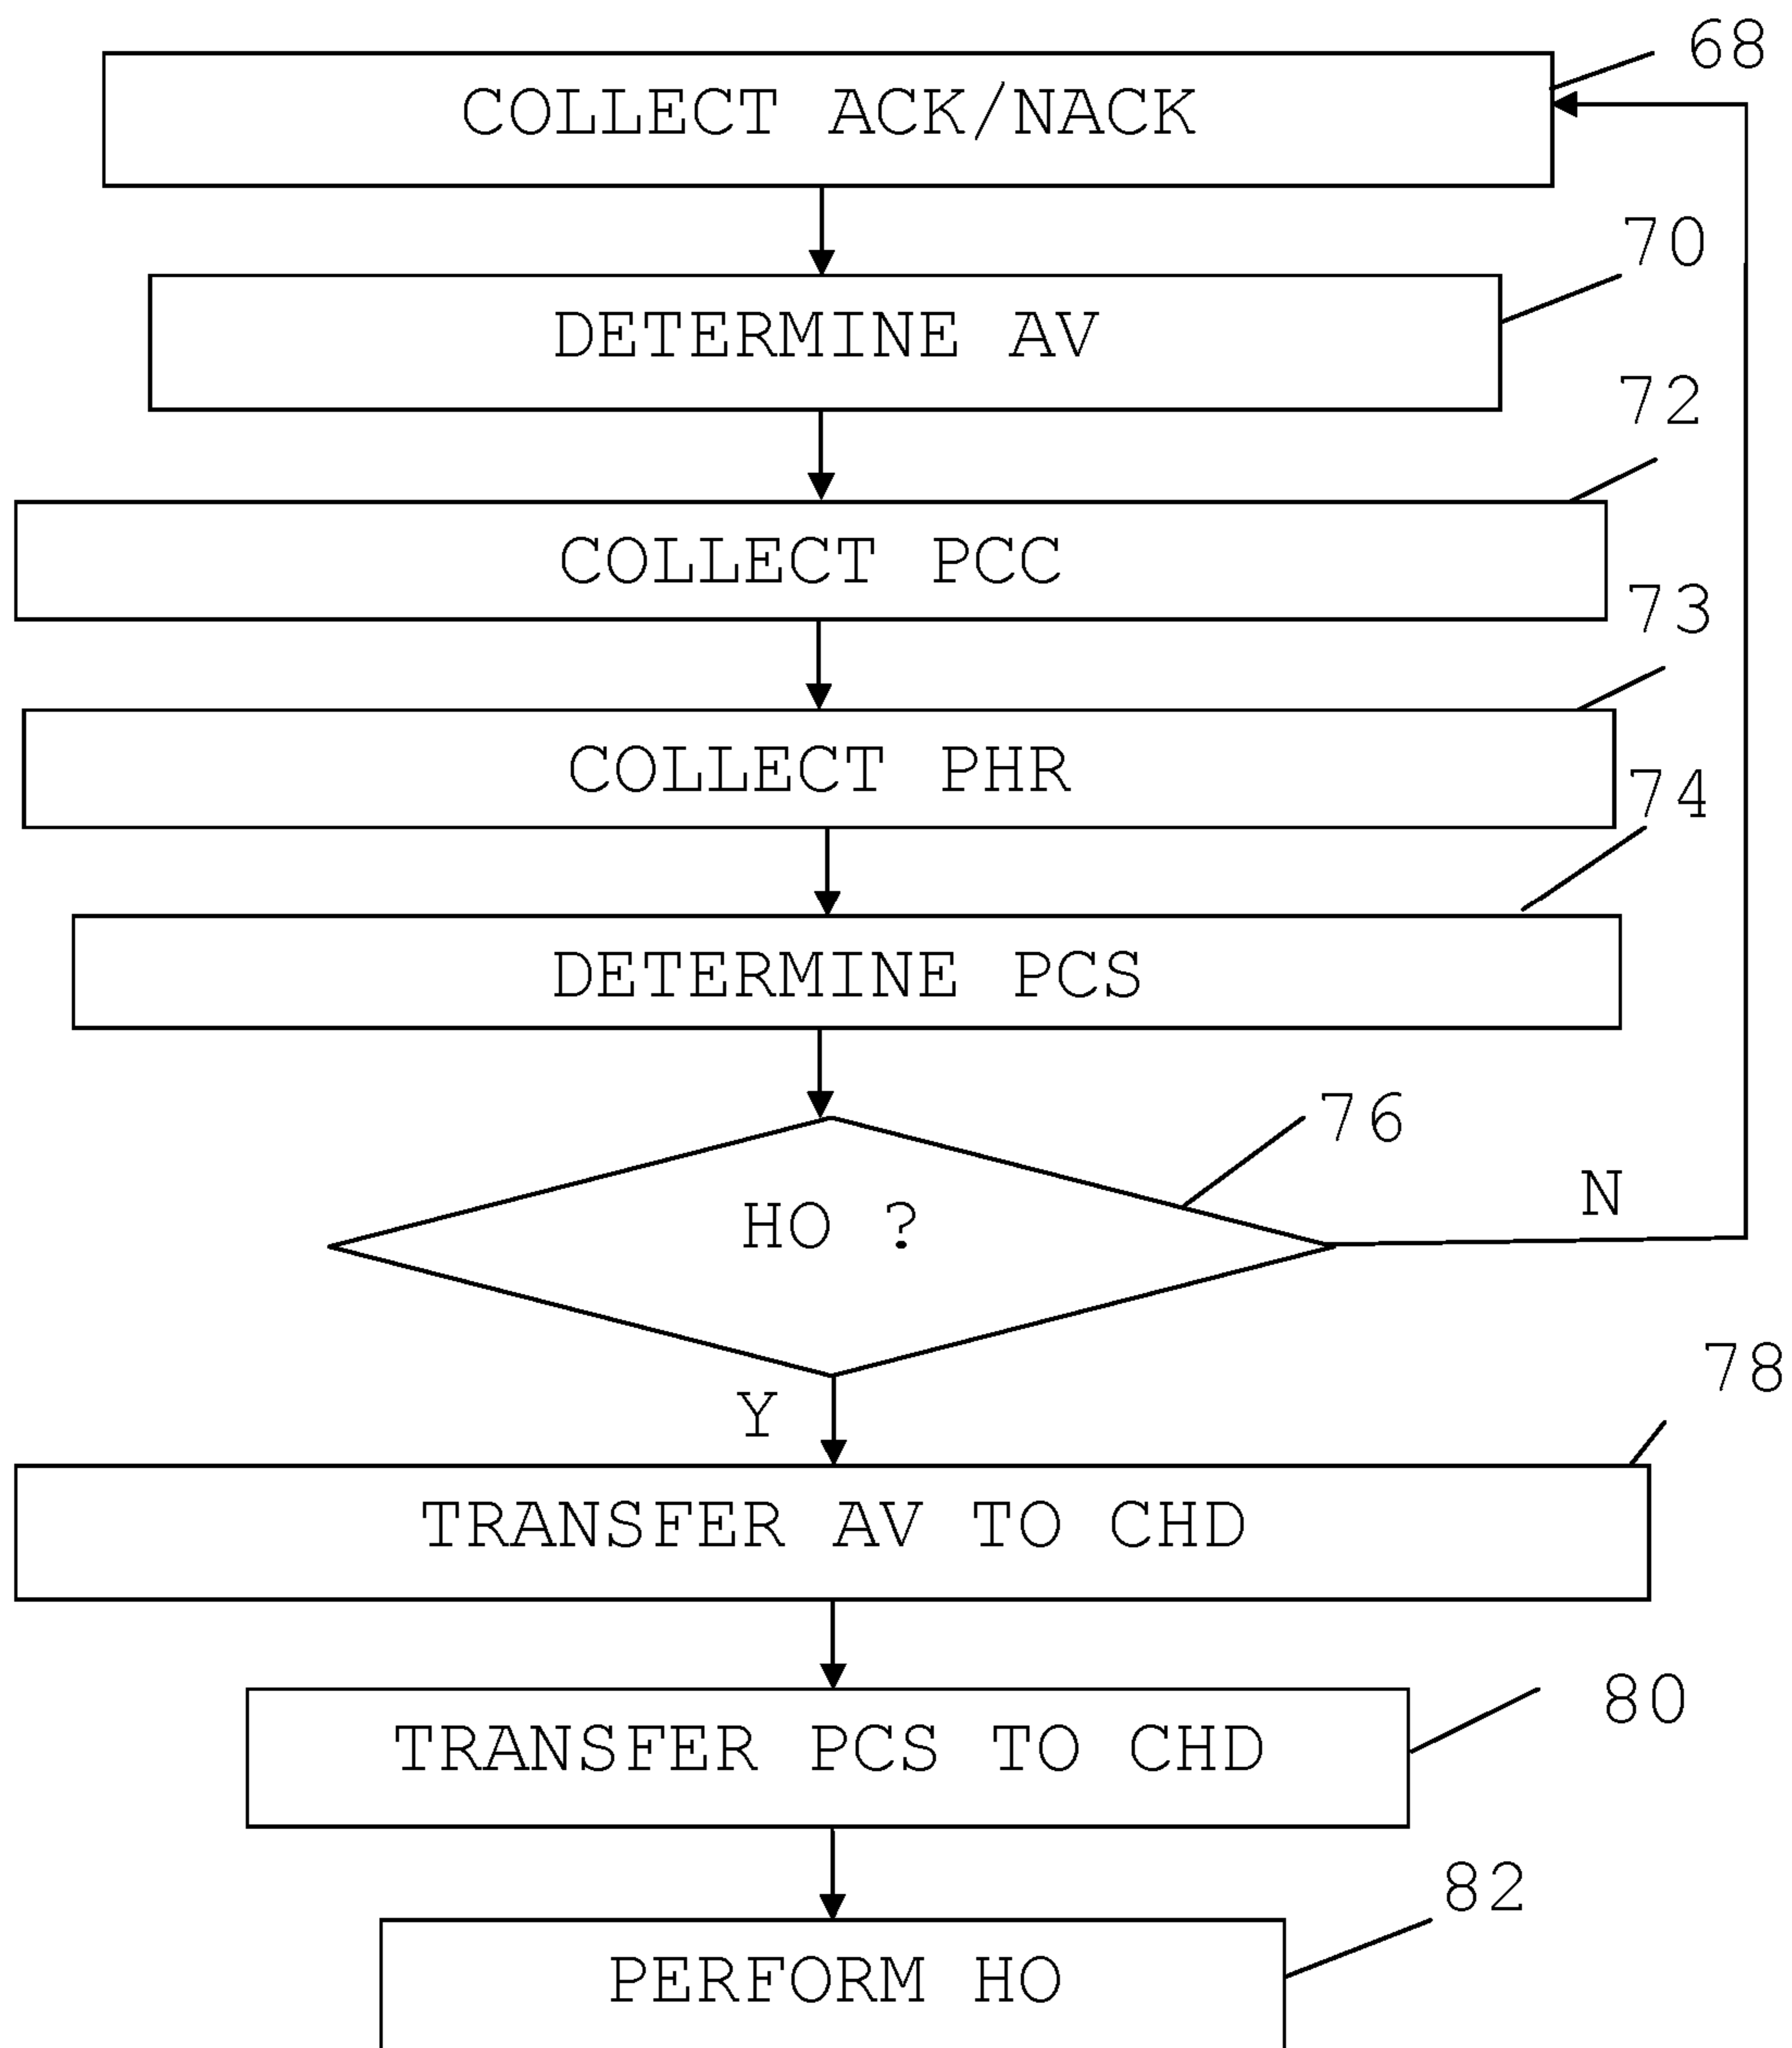 68
COLLECT ACK/NACK
70
DETERMINE AV
72
COLLECT PCC
73
COLLECT PHR
74
DETERMINE PCS
76
HO ?
N
Y
78
TRANSFER AV TO CHD
80
TRANSFER PCS TO CHD
82
PERFORM HO